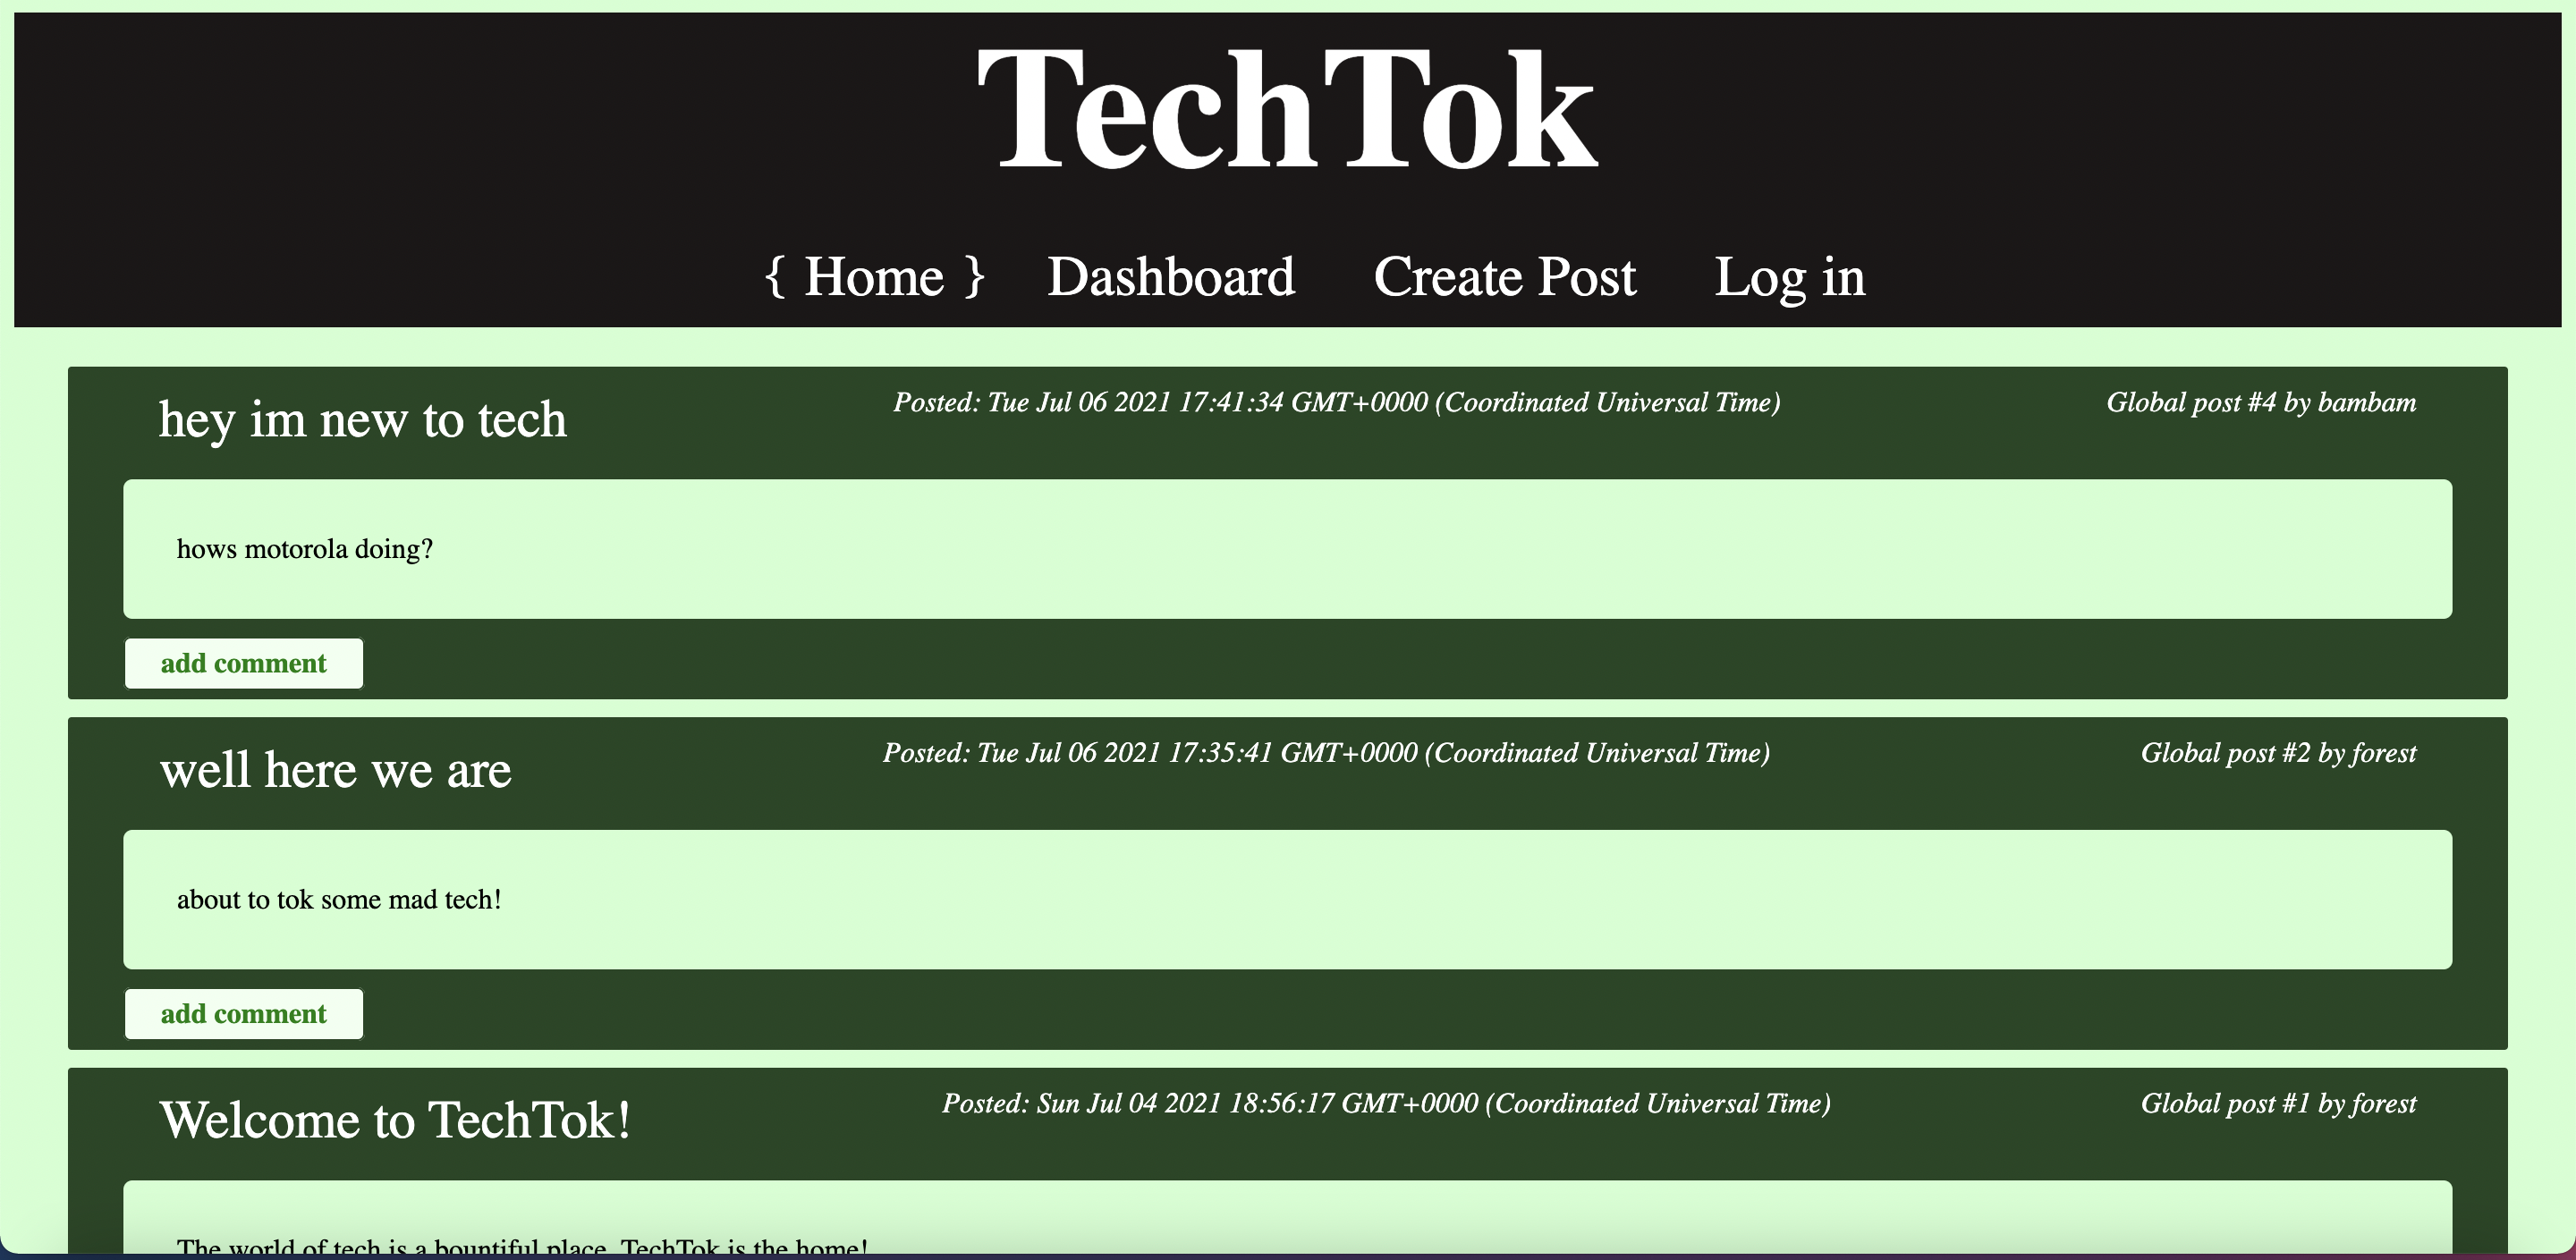 TechTok
{ Home } Dashboard Create Post Log in
hey im new to tech Posted: Tue Jul 06 2021 17:41:34 GMT+0000 (Coordinated Universal Time) Global post #4 by bambam
hows motorola doing?
add comment
well here we are Posted: Tue Jul 06 2021 17:35:41 GMT+0000 (Coordinated Universal Time) Global post #2 by forest
about to tok some mad tech!
add comment
Welcome to TechTok! Posted: Sun Jul 04 2021 18:56:17 GMT+0000 (Coordinated Universal Time) Global post #1 by forest
The world of tech is a bountiful place. TechTok is the home!